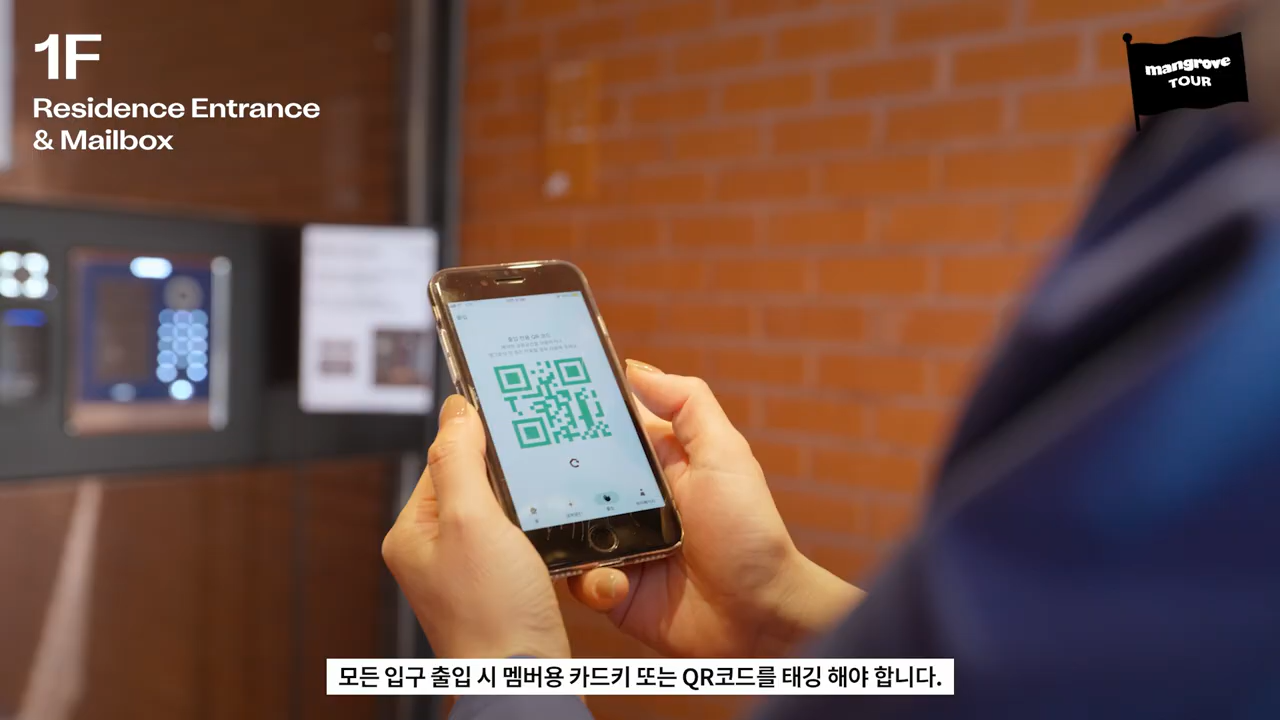 1F
Residence Entrance
& Mailbox
mangrove
TOUR
모든 입구 출입 시 멤버용 카드키 또는 QR코드를 태깅 해야 합니다.